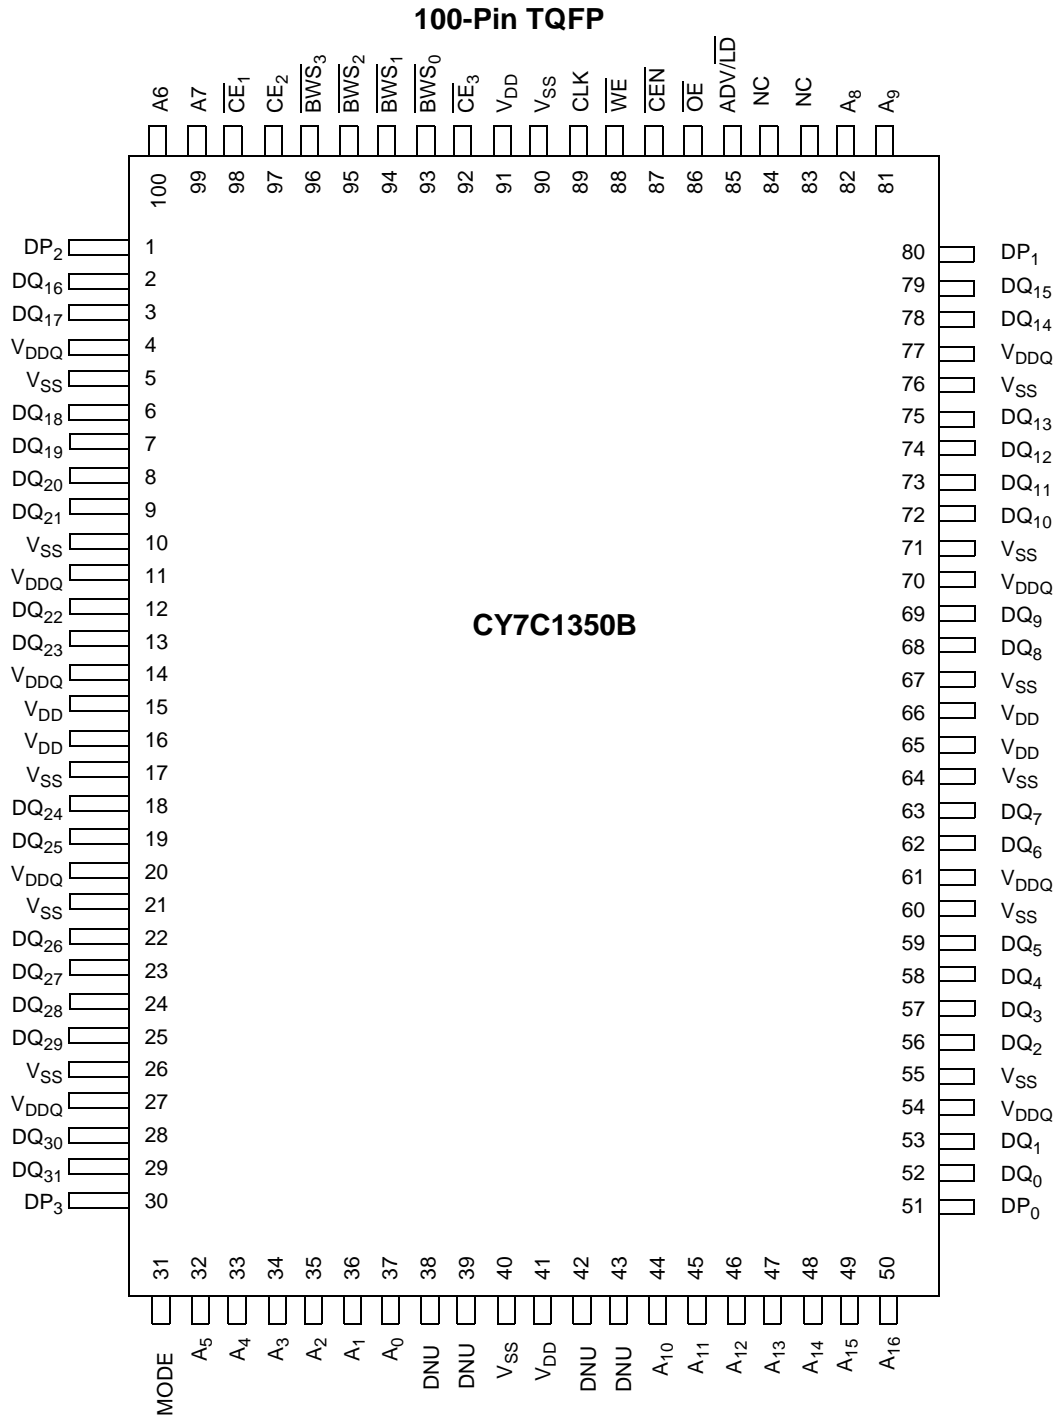 100-Pin TQFP
A6 A7 CE1 CE2 BWS3 BWS2 BWS1 BWS0 CE3 VDD VSS CLK WE CEN OE ADV/LD NC NC A8 A9
100 99 98 97 96 95 94 93 92 91 90 89 88 87 86 85 84 83 82 81
DP2 1 80 DP1
DQ16 2 79 DQ15
DQ17 3 78 DQ14
VDDQ 4 77 VDDQ
VSS 5 76 VSS
DQ18 6 75 DQ13
DQ19 7 74 DQ12
DQ20 8 73 DQ11
DQ21 9 72 DQ10
VSS 10 71 VSS
VDDQ 11 70 VDDQ
DQ22 12 69 DQ9
CY7C1350B
DQ23 13 68 DQ8
VDDQ 14 67 VSS
VDD 15 66 VDD
VDD 16 65 VDD
VSS 17 64 VSS
DQ24 18 63 DQ7
DQ25 19 62 DQ6
VDDQ 20 61 VDDQ
VSS 21 60 VSS
DQ26 22 59 DQ5
DQ27 23 58 DQ4
DQ28 24 57 DQ3
DQ29 25 56 DQ2
VSS 26 55 VSS
VDDQ 27 54 VDDQ
DQ30 28 53 DQ1
DQ31 29 52 DQ0
DP3 30 51 DP0
31 32 33 34 35 36 37 38 39 40 41 42 43 44 45 46 47 48 49 50
MODE A5 A4 A3 A2 A1 A0 DNU DNU VSS VDD DNU DNU A10 A11 A12 A13 A14 A15 A16